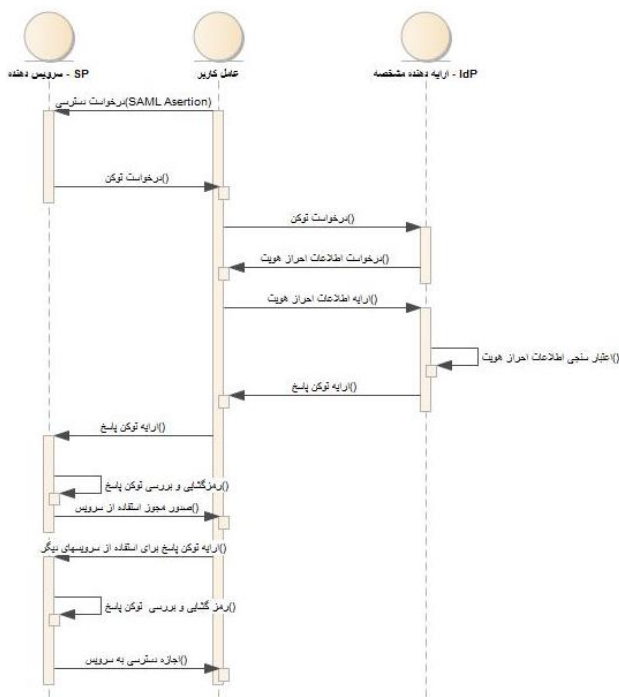 سرویس دهنده - SP
عامل کاربر
ارایه دهنده مشخصه - IdP
درخواست دسترسی(SAML Asertion)
درخواست توکن()
درخواست توکن()
درخواست اطلاعات احراز هویت()
ارایه اطلاعات احراز هویت()
اعتبار سنجی اطلاعات احراز هویت()
ارایه توکن پاسخ()
ارایه توکن پاسخ()
رمزگشایی و بررسی توکن پاسخ()
صدور مجوز استفاده از سرویس()
ارایه توکن پاسخ برای استفاده از سرویسهای دیگر()
رمز گشایی و بررسی توکن پاسخ()
اجازه دسترسی به سرویس()